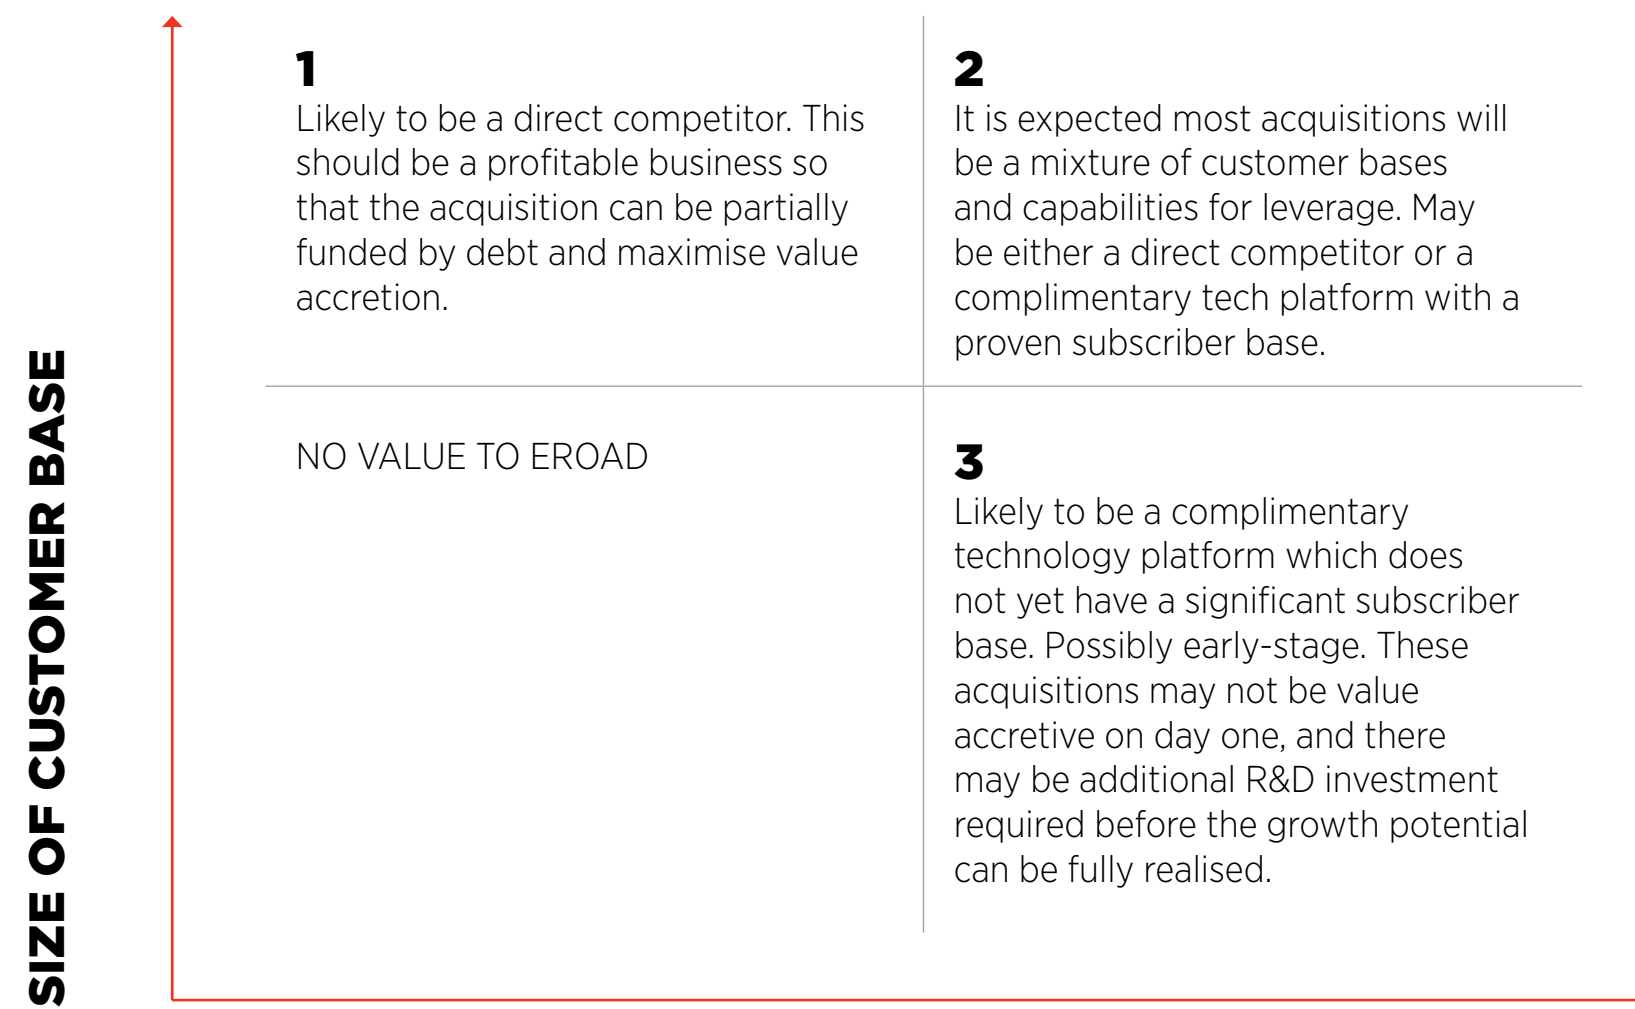 SIZE OF CUSTOMER BASE
1
Likely to be a direct competitor. This
should be a profitable business so
that the acquisition can be partially
funded by debt and maximise value
accretion.
2
It is expected most acquisitions will
be a mixture of customer bases
and capabilities for leverage. May
be either a direct competitor or a
complimentary tech platform with a
proven subscriber base.
NO VALUE TO EROAD
3
Likely to be a complimentary
technology platform which does
not yet have a significant subscriber
base. Possibly early-stage. These
acquisitions may not be value
accretive on day one, and there
may be additional R&D investment
required before the growth potential
can be fully realised.